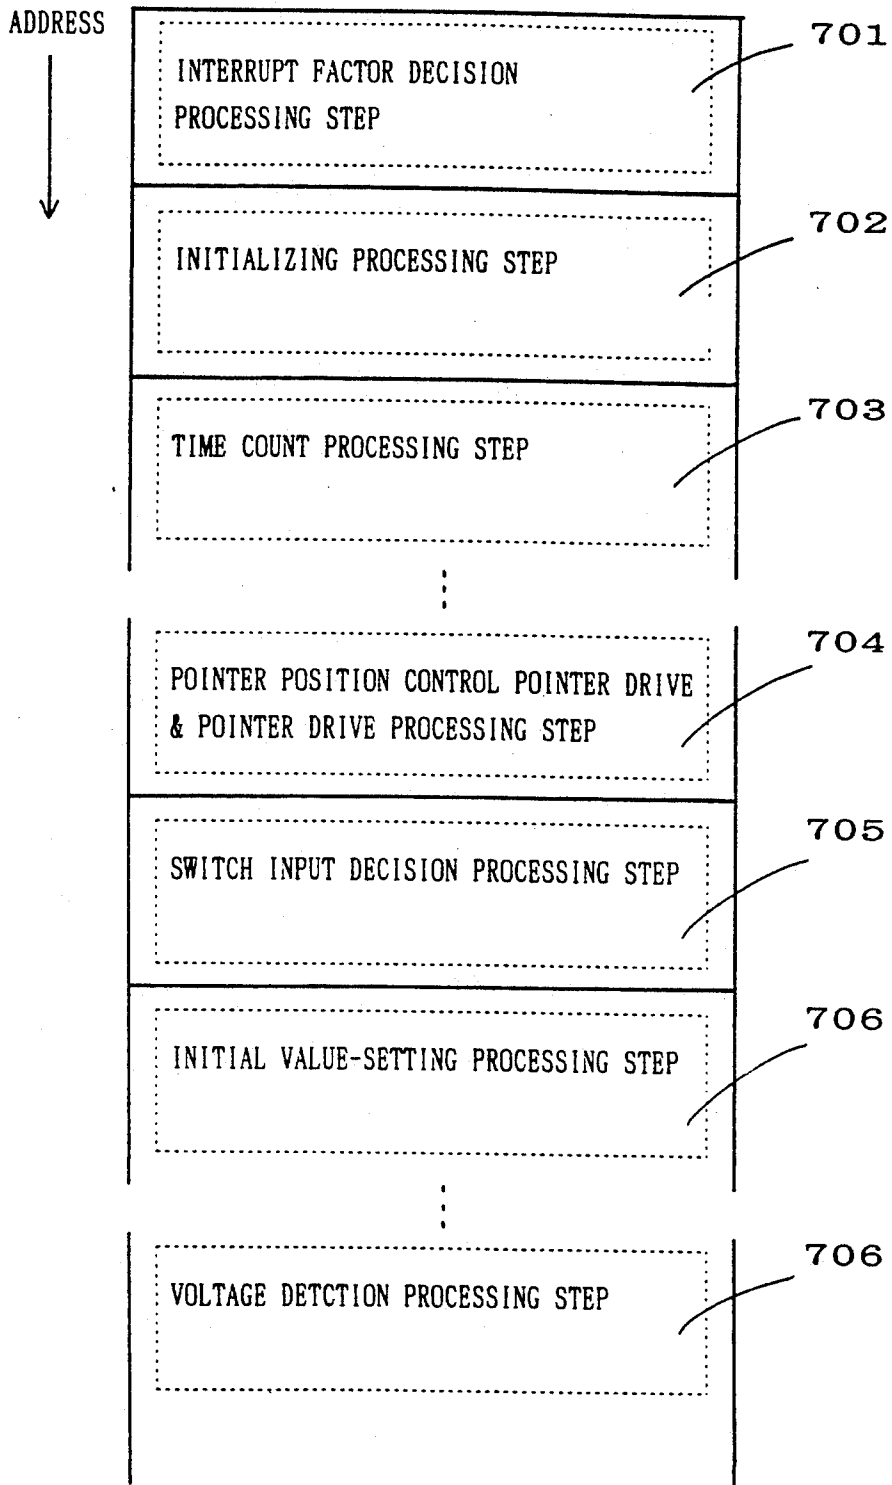 ADDRESS
701
INTERRUPT FACTOR DECISION
PROCESSING STEP
702
INITIALIZING PROCESSING STEP
703
TIME COUNT PROCESSING STEP
704
POINTER POSITION CONTROL POINTER DRIVE
& POINTER DRIVE PROCESSING STEP
705
SWITCH INPUT DECISION PROCESSING STEP
706
INITIAL VALUE-SETTING PROCESSING STEP
706
VOLTAGE DETCTION PROCESSING STEP